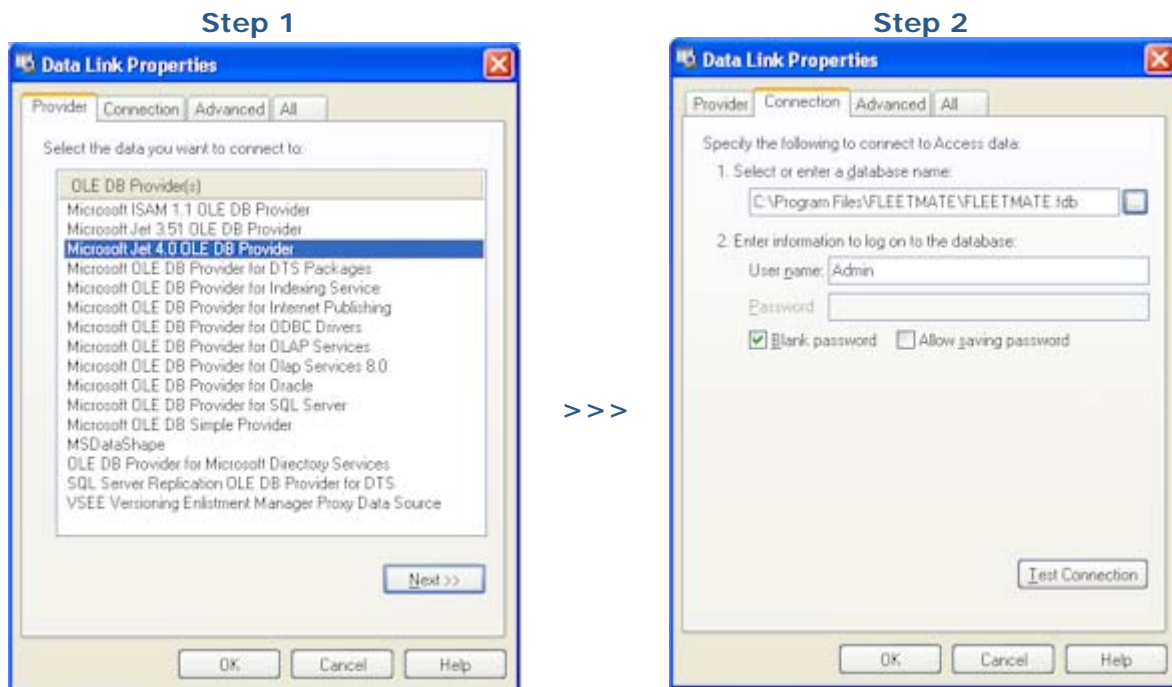 Step 1
Data Link Properties
Provider Connection Advanced All
Select the data you want to connect to:
OLE DB Provider(s)
Microsoft ISAM 1.1 OLE DB Provider
Microsoft Jet 3.51 OLE DB Provider
Microsoft Jet 4.0 OLE DB Provider
Microsoft OLE DB Provider for DTS Packages
Microsoft OLE DB Provider for Indexing Service
Microsoft OLE DB Provider for Internet Publishing
Microsoft OLE DB Provider for ODBC Drivers
Microsoft OLE DB Provider for OLAP Services
Microsoft OLE DB Provider for Olap Services 8.0
Microsoft OLE DB Provider for Oracle
Microsoft OLE DB Provider for SQL Server
Microsoft OLE DB Simple Provider
MSDataShape
OLE DB Provider for Microsoft Directory Services
SQL Server Replication OLE DB Provider for DTS
VSEE Versioning Enlistment Manager Proxy Data Source
Next >>
OK Cancel Help
>>>
Step 2
Data Link Properties
Provider Connection Advanced All
Specify the following to connect to Access data:
1. Select or enter a database name:
C:\Program Files\FLEETMATE\FLEETMATE.fdb ...
2. Enter information to log on to the database:
User name: Admin
Password:
Blank password Allow saving password
Test Connection
OK Cancel Help